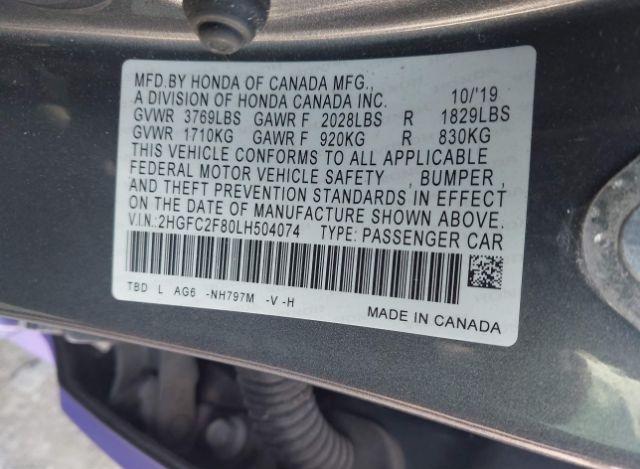 MFD.BY HONDA OF CANADA MFG.,
A DIVISION OF HONDA CANADA INC. 10/'19
GVWR 3769LBS GAWR F 2028LBS R 1829LBS
GVWR 1710KG GAWR F 920KG R 830KG
THIS VEHICLE CONFORMS TO ALL APPLICABLE
FEDERAL MOTOR VEHICLE SAFETY , BUMPER ,
AND THEFT PREVENTION STANDARDS IN EFFECT
ON THE DATE OF MANUFACTURE SHOWN ABOVE.
V.I.N.:2HGFC2F80LH504074 TYPE: PASSENGER CAR
TBD L AG6 -NH797M -V -H
MADE IN CANADA